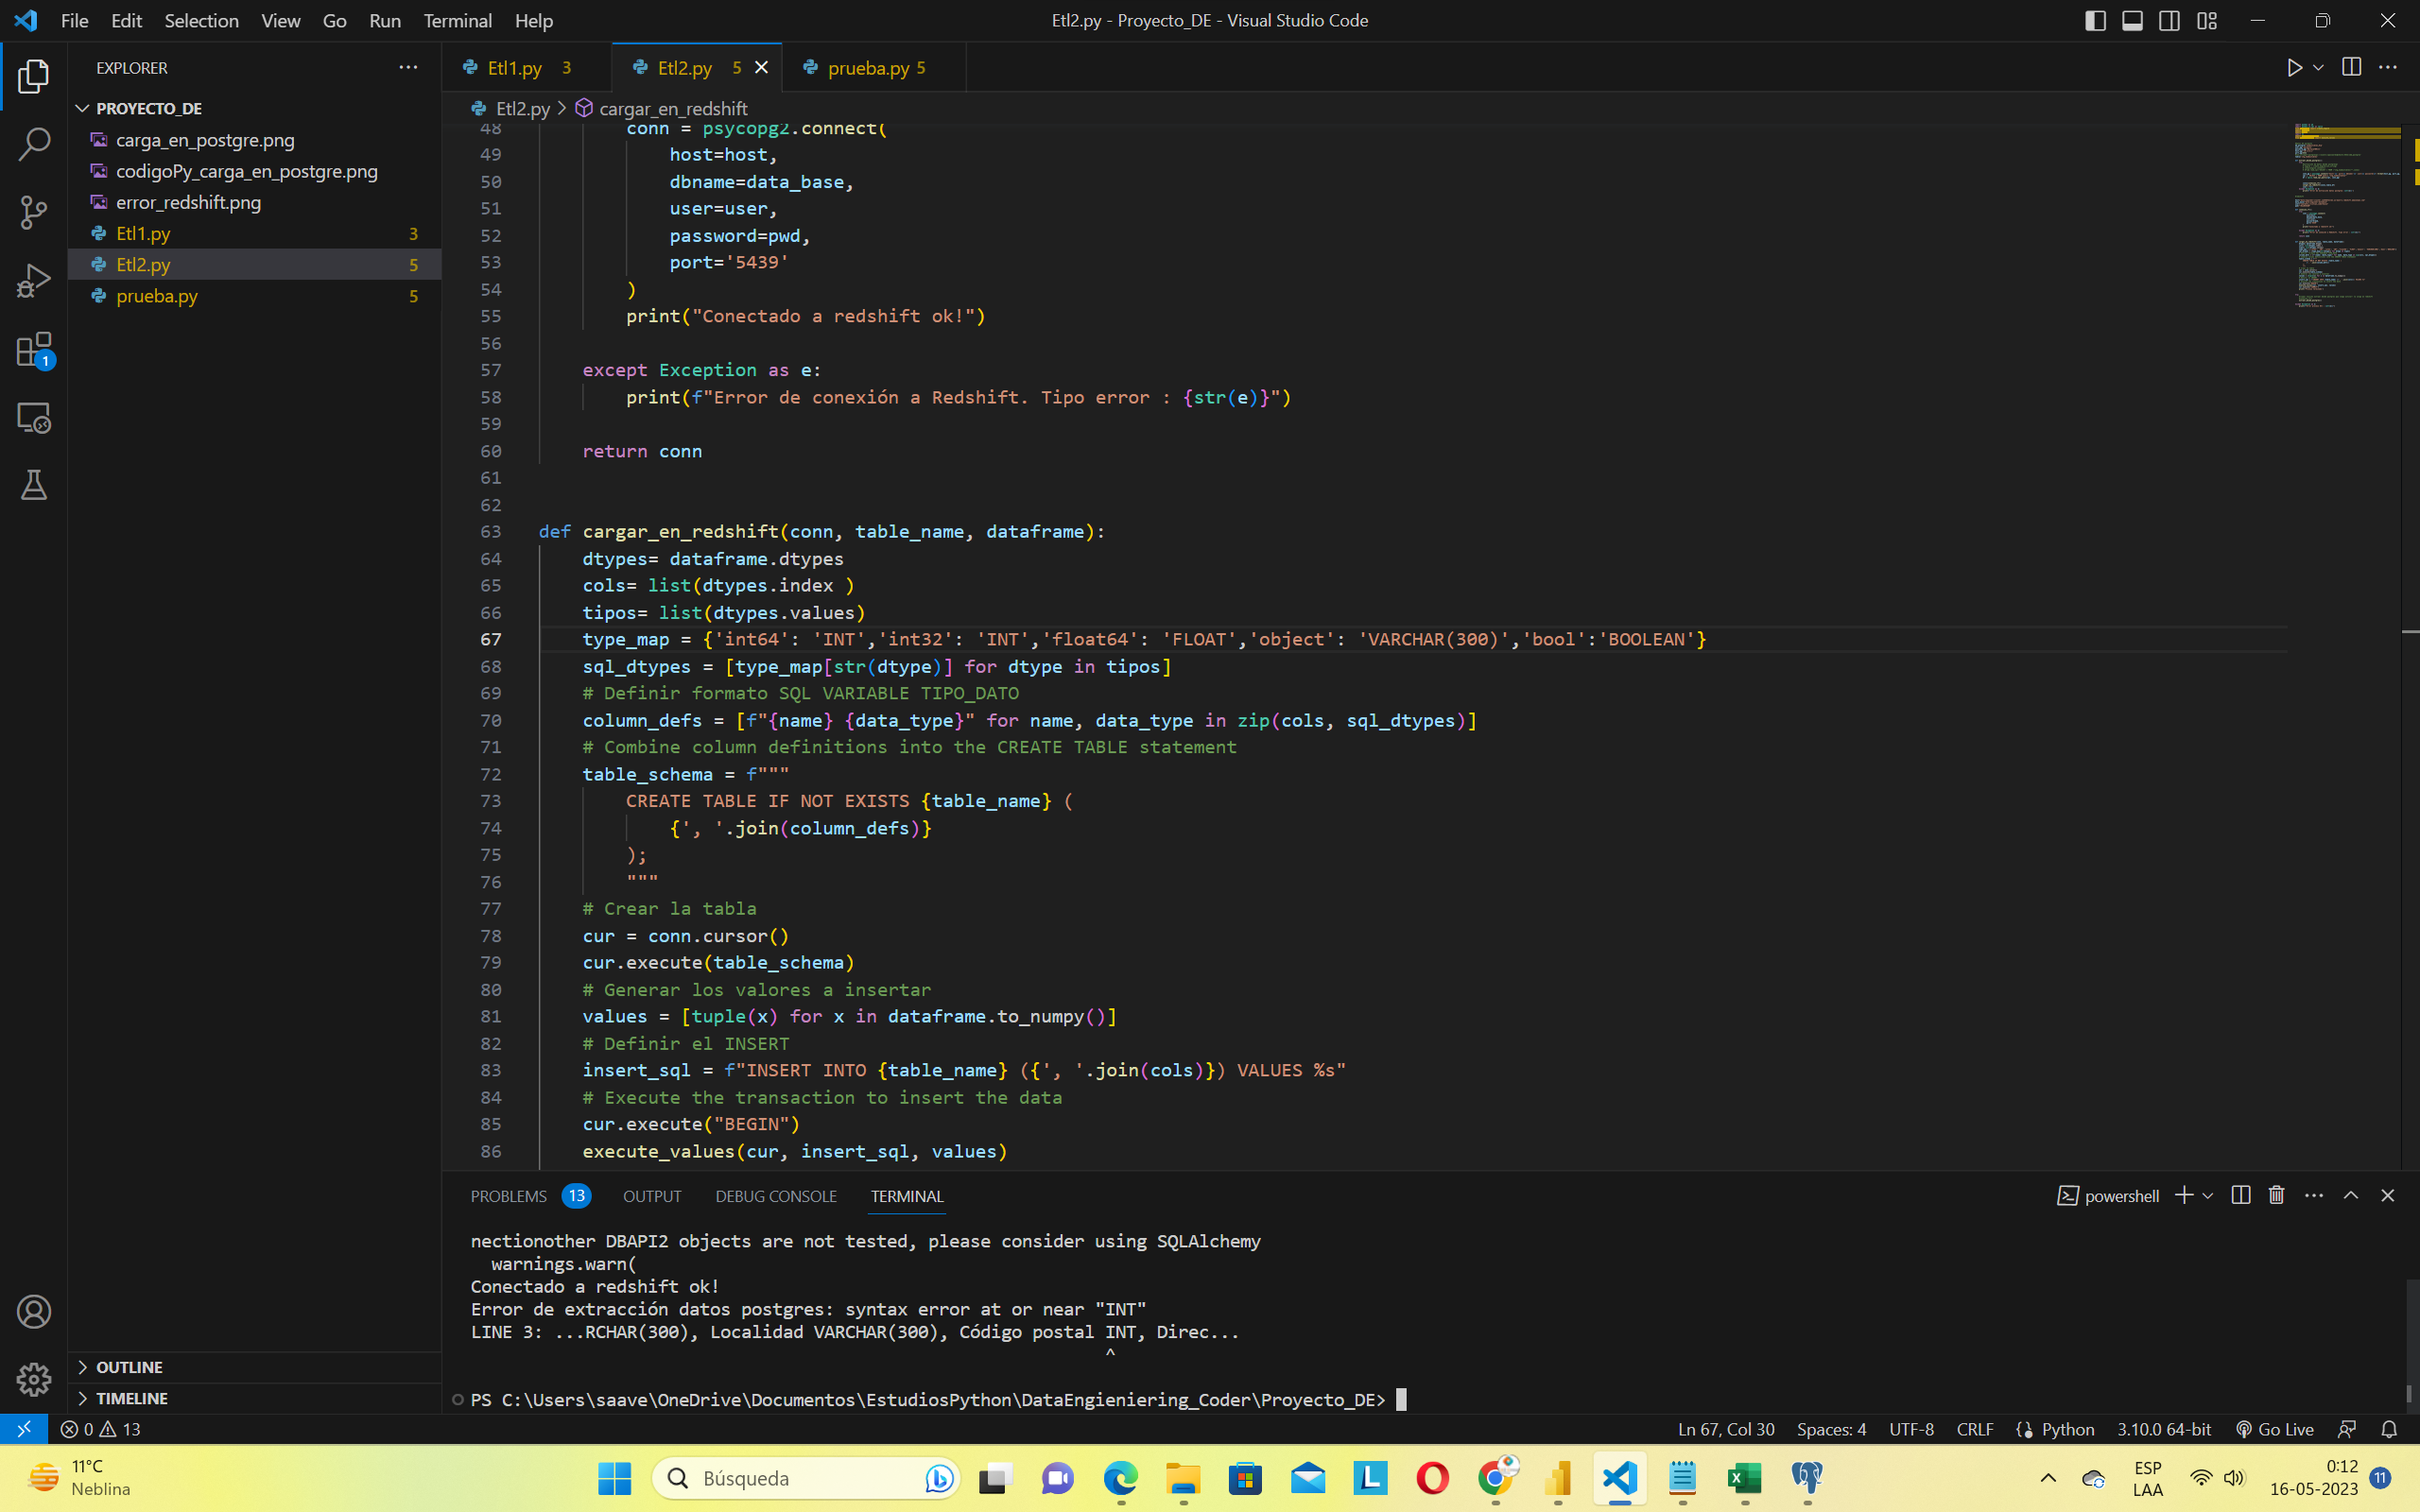 File Edit Selection View Go Run Terminal Help
Etl2.py - Proyecto_DE - Visual Studio Code
EXPLORER
PROYECTO_DE
carga_en_postgre.png
codigoPy_carga_en_postgre.png
error_redshift.png
Etl1.py 3
Etl2.py 5
prueba.py 5
OUTLINE
TIMELINE
1
Etl1.py 3
Etl2.py 5
prueba.py 5
Etl2.py > cargar_en_redshift
48 conn = psycopg2.connect(
49 host=host,
50 dbname=data_base,
51 user=user,
52 password=pwd,
53 port='5439'
54 )
55 print("Conectado a redshift ok!")
56
57 except Exception as e:
58 print(f"Error de conexión a Redshift. Tipo error : {str(e)}")
59
60 return conn
61
62
63 def cargar_en_redshift(conn, table_name, dataframe):
64 dtypes= dataframe.dtypes
65 cols= list(dtypes.index )
66 tipos= list(dtypes.values)
67 type_map = {'int64': 'INT','int32': 'INT','float64': 'FLOAT','object': 'VARCHAR(300)','bool':'BOOLEAN'}
68 sql_dtypes = [type_map[str(dtype)] for dtype in tipos]
69 # Definir formato SQL VARIABLE TIPO_DATO
70 column_defs = [f"{name} {data_type}" for name, data_type in zip(cols, sql_dtypes)]
71 # Combine column definitions into the CREATE TABLE statement
72 table_schema = f"""
73 CREATE TABLE IF NOT EXISTS {table_name} (
74 {', '.join(column_defs)}
75 );
76 """
77 # Crear la tabla
78 cur = conn.cursor()
79 cur.execute(table_schema)
80 # Generar los valores a insertar
81 values = [tuple(x) for x in dataframe.to_numpy()]
82 # Definir el INSERT
83 insert_sql = f"INSERT INTO {table_name} ({', '.join(cols)}) VALUES %s"
84 # Execute the transaction to insert the data
85 cur.execute("BEGIN")
86 execute_values(cur, insert_sql, values)
PROBLEMS 13 OUTPUT DEBUG CONSOLE TERMINAL
powershell
nectionother DBAPI2 objects are not tested, please consider using SQLAlchemy
warnings.warn(
Conectado a redshift ok!
Error de extracción datos postgres: syntax error at or near "INT"
LINE 3: ...RCHAR(300), Localidad VARCHAR(300), Código postal INT, Direc...
^
PS C:\Users\saave\OneDrive\Documentos\EstudiosPython\DataEngieniering_Coder\Proyecto_DE>
0 13
Ln 67, Col 30 Spaces: 4 UTF-8 CRLF Python 3.10.0 64-bit Go Live
11°C
Neblina
Búsqueda
ESP
LAA
0:12
16-05-2023
11